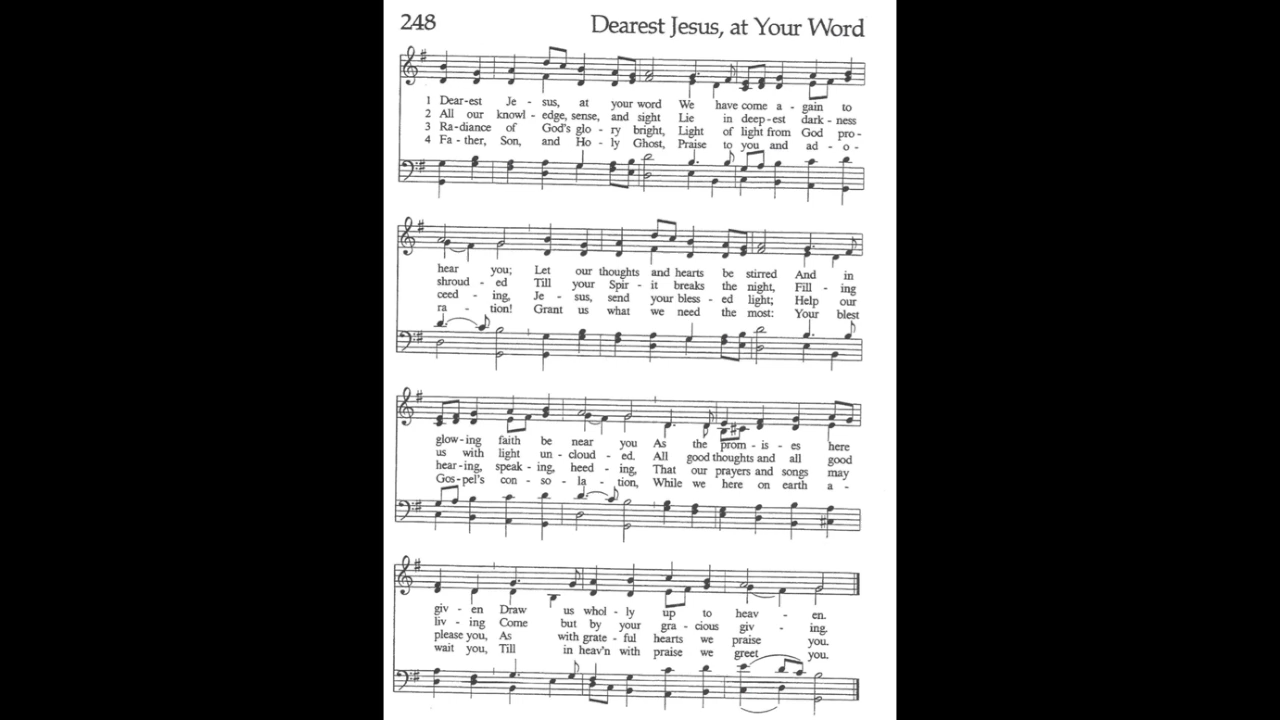 248 Dearest Jesus, at Your Word
1 Dear-est Je - sus, at your word We have come a - gain to
2 All our knowl - edge, sense, and sight Lie in deep-est dark - ness
3 Ra-diance of God's glo - ry bright, Light of light from God pro-
4 Fa - ther, Son, and Ho - ly Ghost, Praise to you and ad - o -
hear you; Let our thoughts and hearts be stirred And in
shroud - ed Till your Spir - it breaks the night, Fill - ing
ceed - ing, Je - sus, send your bless - ed light; Help our
ra - tion! Grant us what we need the most: Your blest
glow-ing faith be near you As the prom - is - es here
us with light un - cloud - ed. All good thoughts and all good
hear-ing, speak - ing, heed - ing, That our prayers and songs may
Gos-pel's con - so - la - tion, While we here on earth a -
giv - en Draw us whol - ly up to heav - en.
liv - ing Come but by your gra - cious giv - ing.
please you, As with grate - ful hearts we praise you.
wait you, Till in heav'n with praise we greet you.